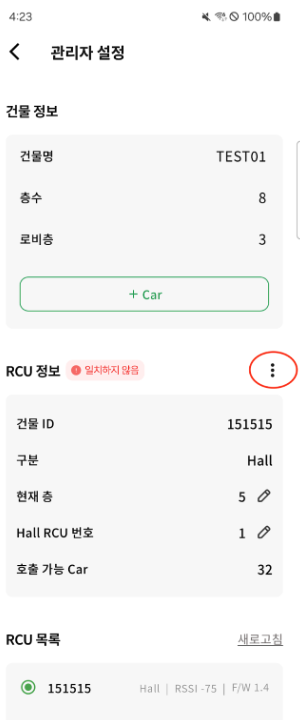 4:23 100%
관리자 설정
건물 정보
건물명 TEST01
층수 8
로비층 3
+ Car
RCU 정보 일치하지 않음
건물 ID 151515
구분 Hall
현재 층 5
Hall RCU 번호 1
호출 가능 Car 32
RCU 목록 새로고침
151515 Hall | RSSI -75 | F/W 1.4